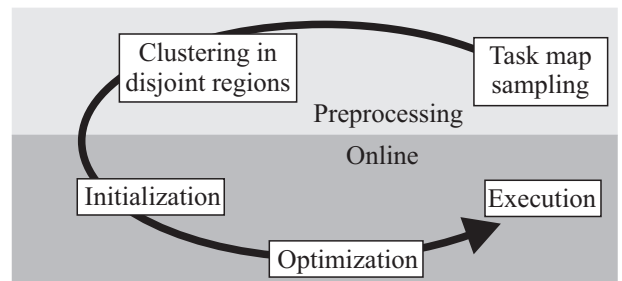 Clustering in
disjoint regions
Task map
sampling
Preprocessing
Online
Initialization
Execution
Optimization